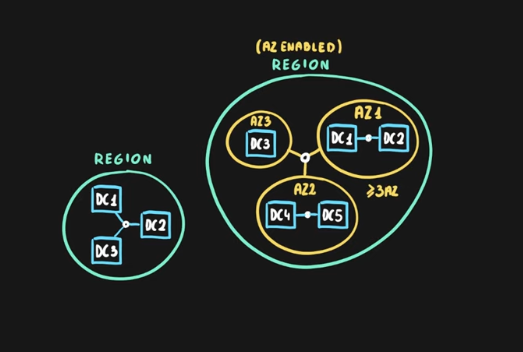 (AZ ENABLED)
REGION
AZ3
DC3
AZ1
DC1
DC2
AZ2
DC4
DC5
≥3AZ
REGION
DC1
DC2
DC3